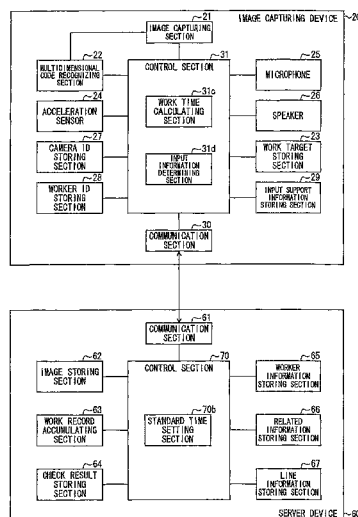 21
IMAGE CAPTURING DEVICE
20
IMAGE CAPTURING
SECTION
22
MULTIDIMENSIONAL
CODE RECOGNIZING
SECTION
31
CONTROL SECTION
25
MICROPHONE
24
ACCELERATION
SENSOR
31c
WORK TIME
CALCULATING
SECTION
26
SPEAKER
27
CAMERA ID
STORING
SECTION
31d
INPUT
INFORMATION
DETERMINING
SECTION
23
WORK TARGET
STORING
SECTION
28
WORKER ID
STORING
SECTION
29
INPUT SUPPORT
INFORMATION
STORING SECTION
30
COMMUNICATION
SECTION
61
COMMUNICATION
SECTION
62
IMAGE STORING
SECTION
70
CONTROL SECTION
65
WORKER
INFORMATION
STORING SECTION
63
WORK RECORD
ACCUMULATING
SECTION
70b
STANDARD TIME
SETTING
SECTION
66
RELATED
INFORMATION
STORING SECTION
64
CHECK RESULT
STORING
SECTION
67
LINE
INFORMATION
STORING SECTION
SERVER DEVICE
60